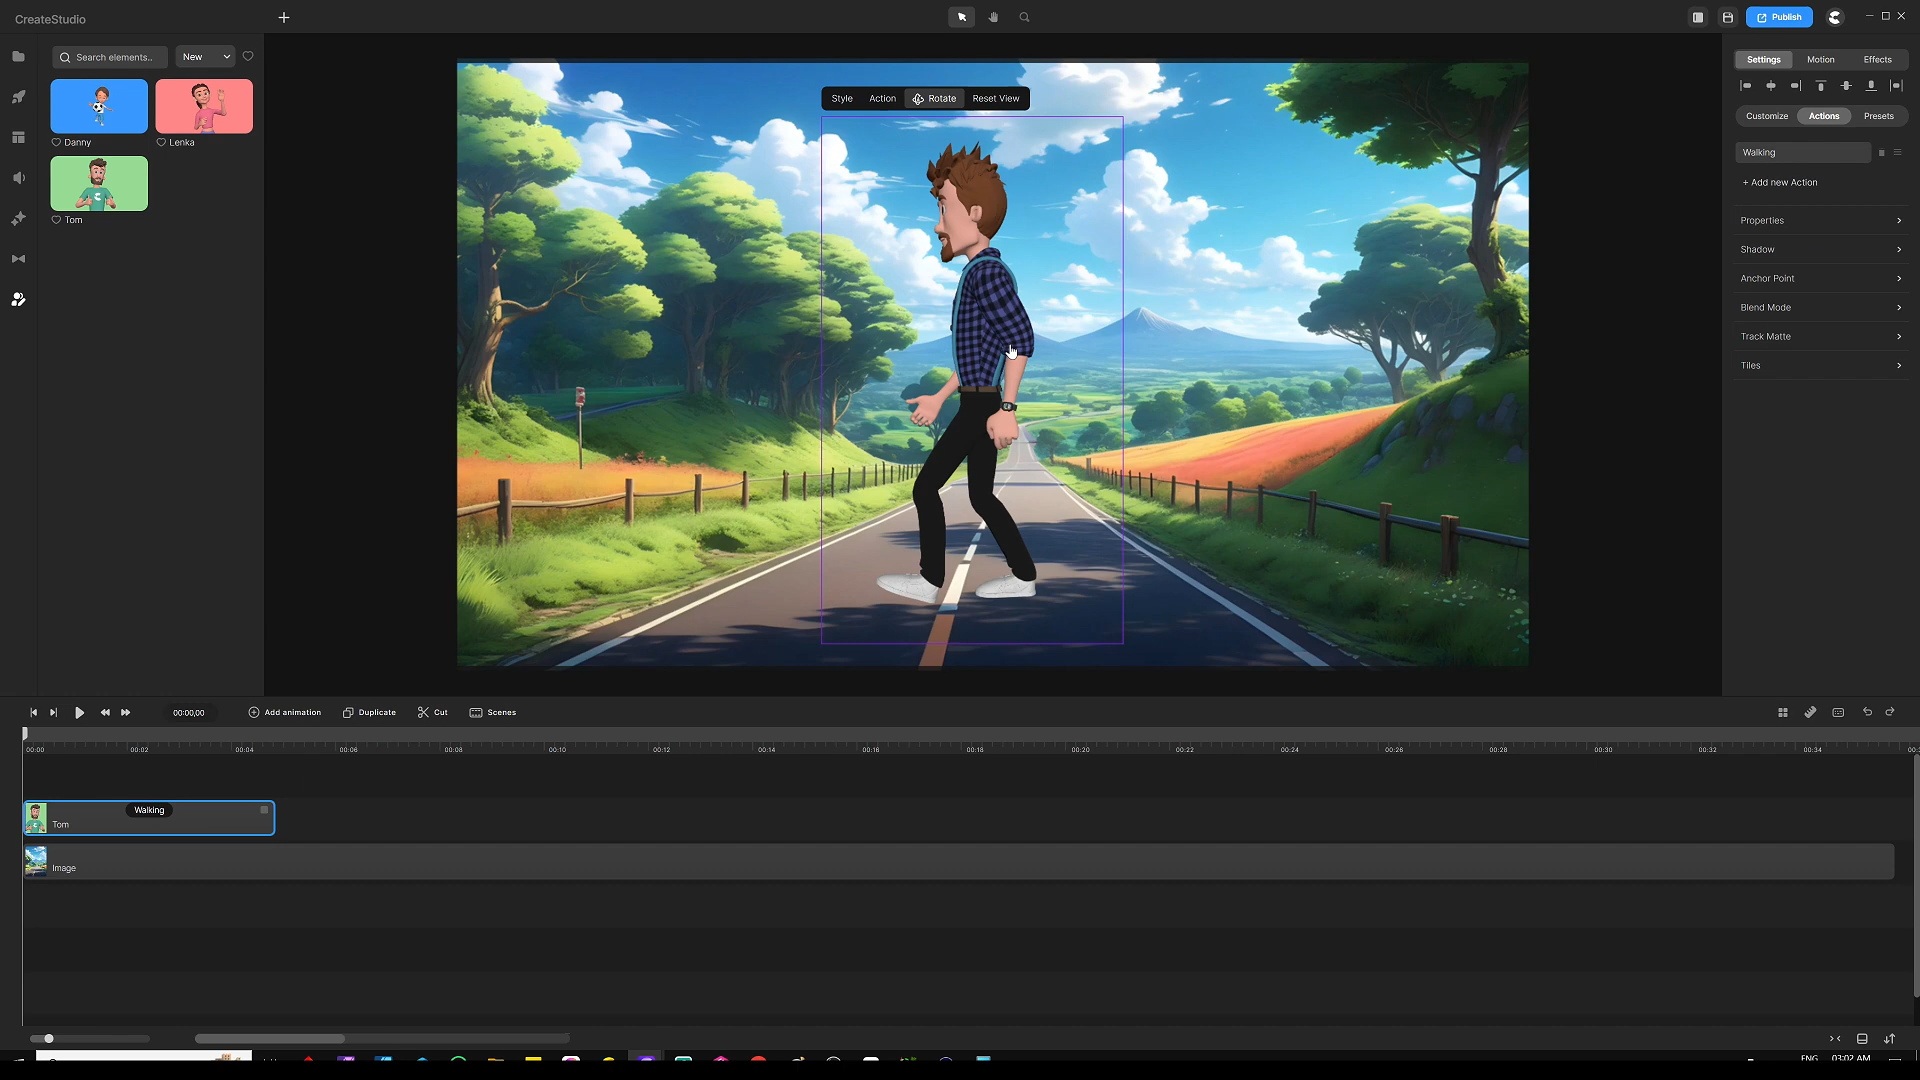 CreateStudio
Publish
Search elements..
New
Danny
Lenka
Tom
Style
Action
Rotate
Reset View
Settings
Motion
Effects
Customize
Actions
Presets
Walking
+ Add new Action
Properties
Shadow
Anchor Point
Blend Mode
Track Matte
Tiles
00:00,00
Add animation
Duplicate
Cut
Scenes
00:00 00:02 00:04 00:06 00:08 00:10 00:12 00:14 00:16 00:18 00:20 00:22 00:24 00:26 00:28 00:30 00:32 00:34
Walking
Tom
Image
ENG 03:02 AM